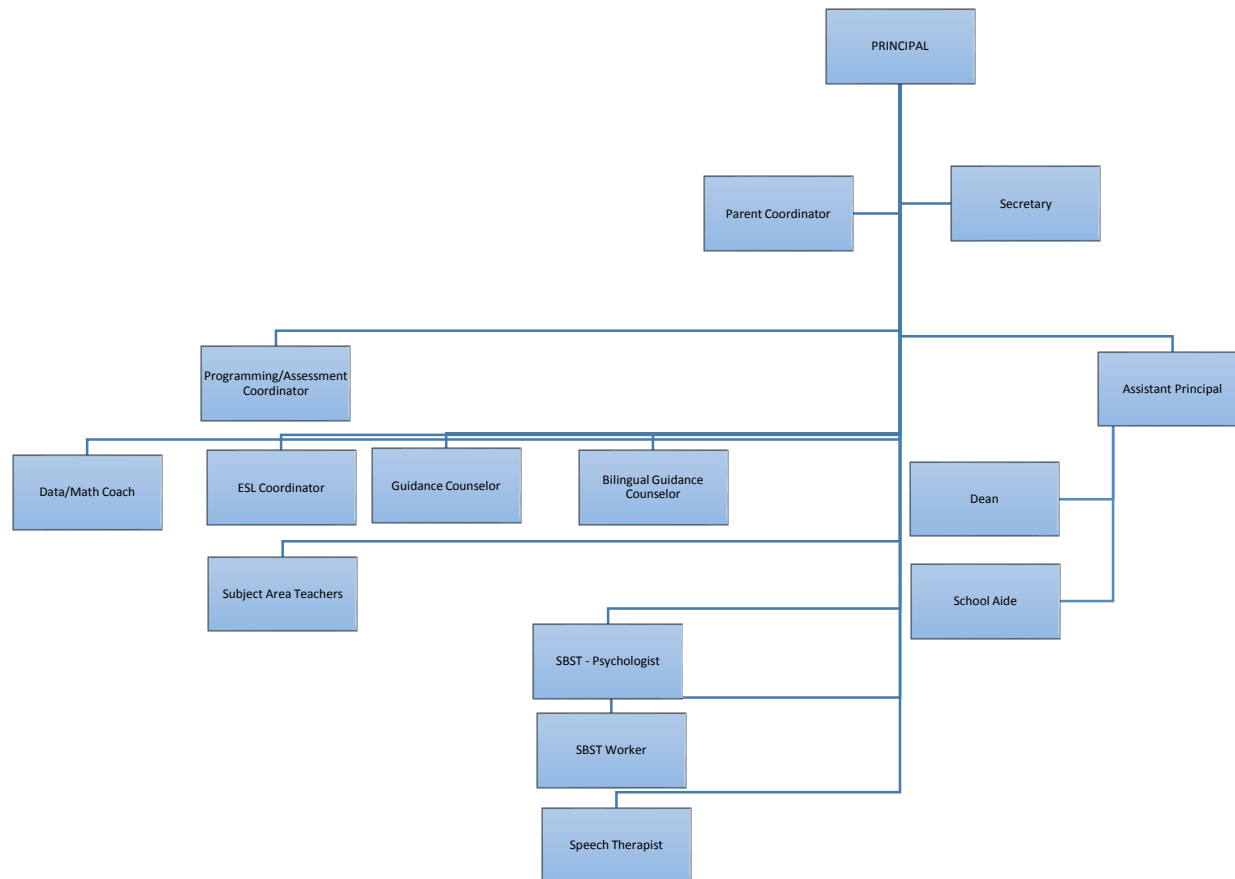 PRINCIPAL
Parent Coordinator
Secretary
Programming/Assessment
Coordinator
Assistant Principal
Data/Math Coach
ESL Coordinator
Guidance Counselor
Bilingual Guidance
Counselor
Dean
Subject Area Teachers
School Aide
SBST - Psychologist
SBST Worker
Speech Therapist